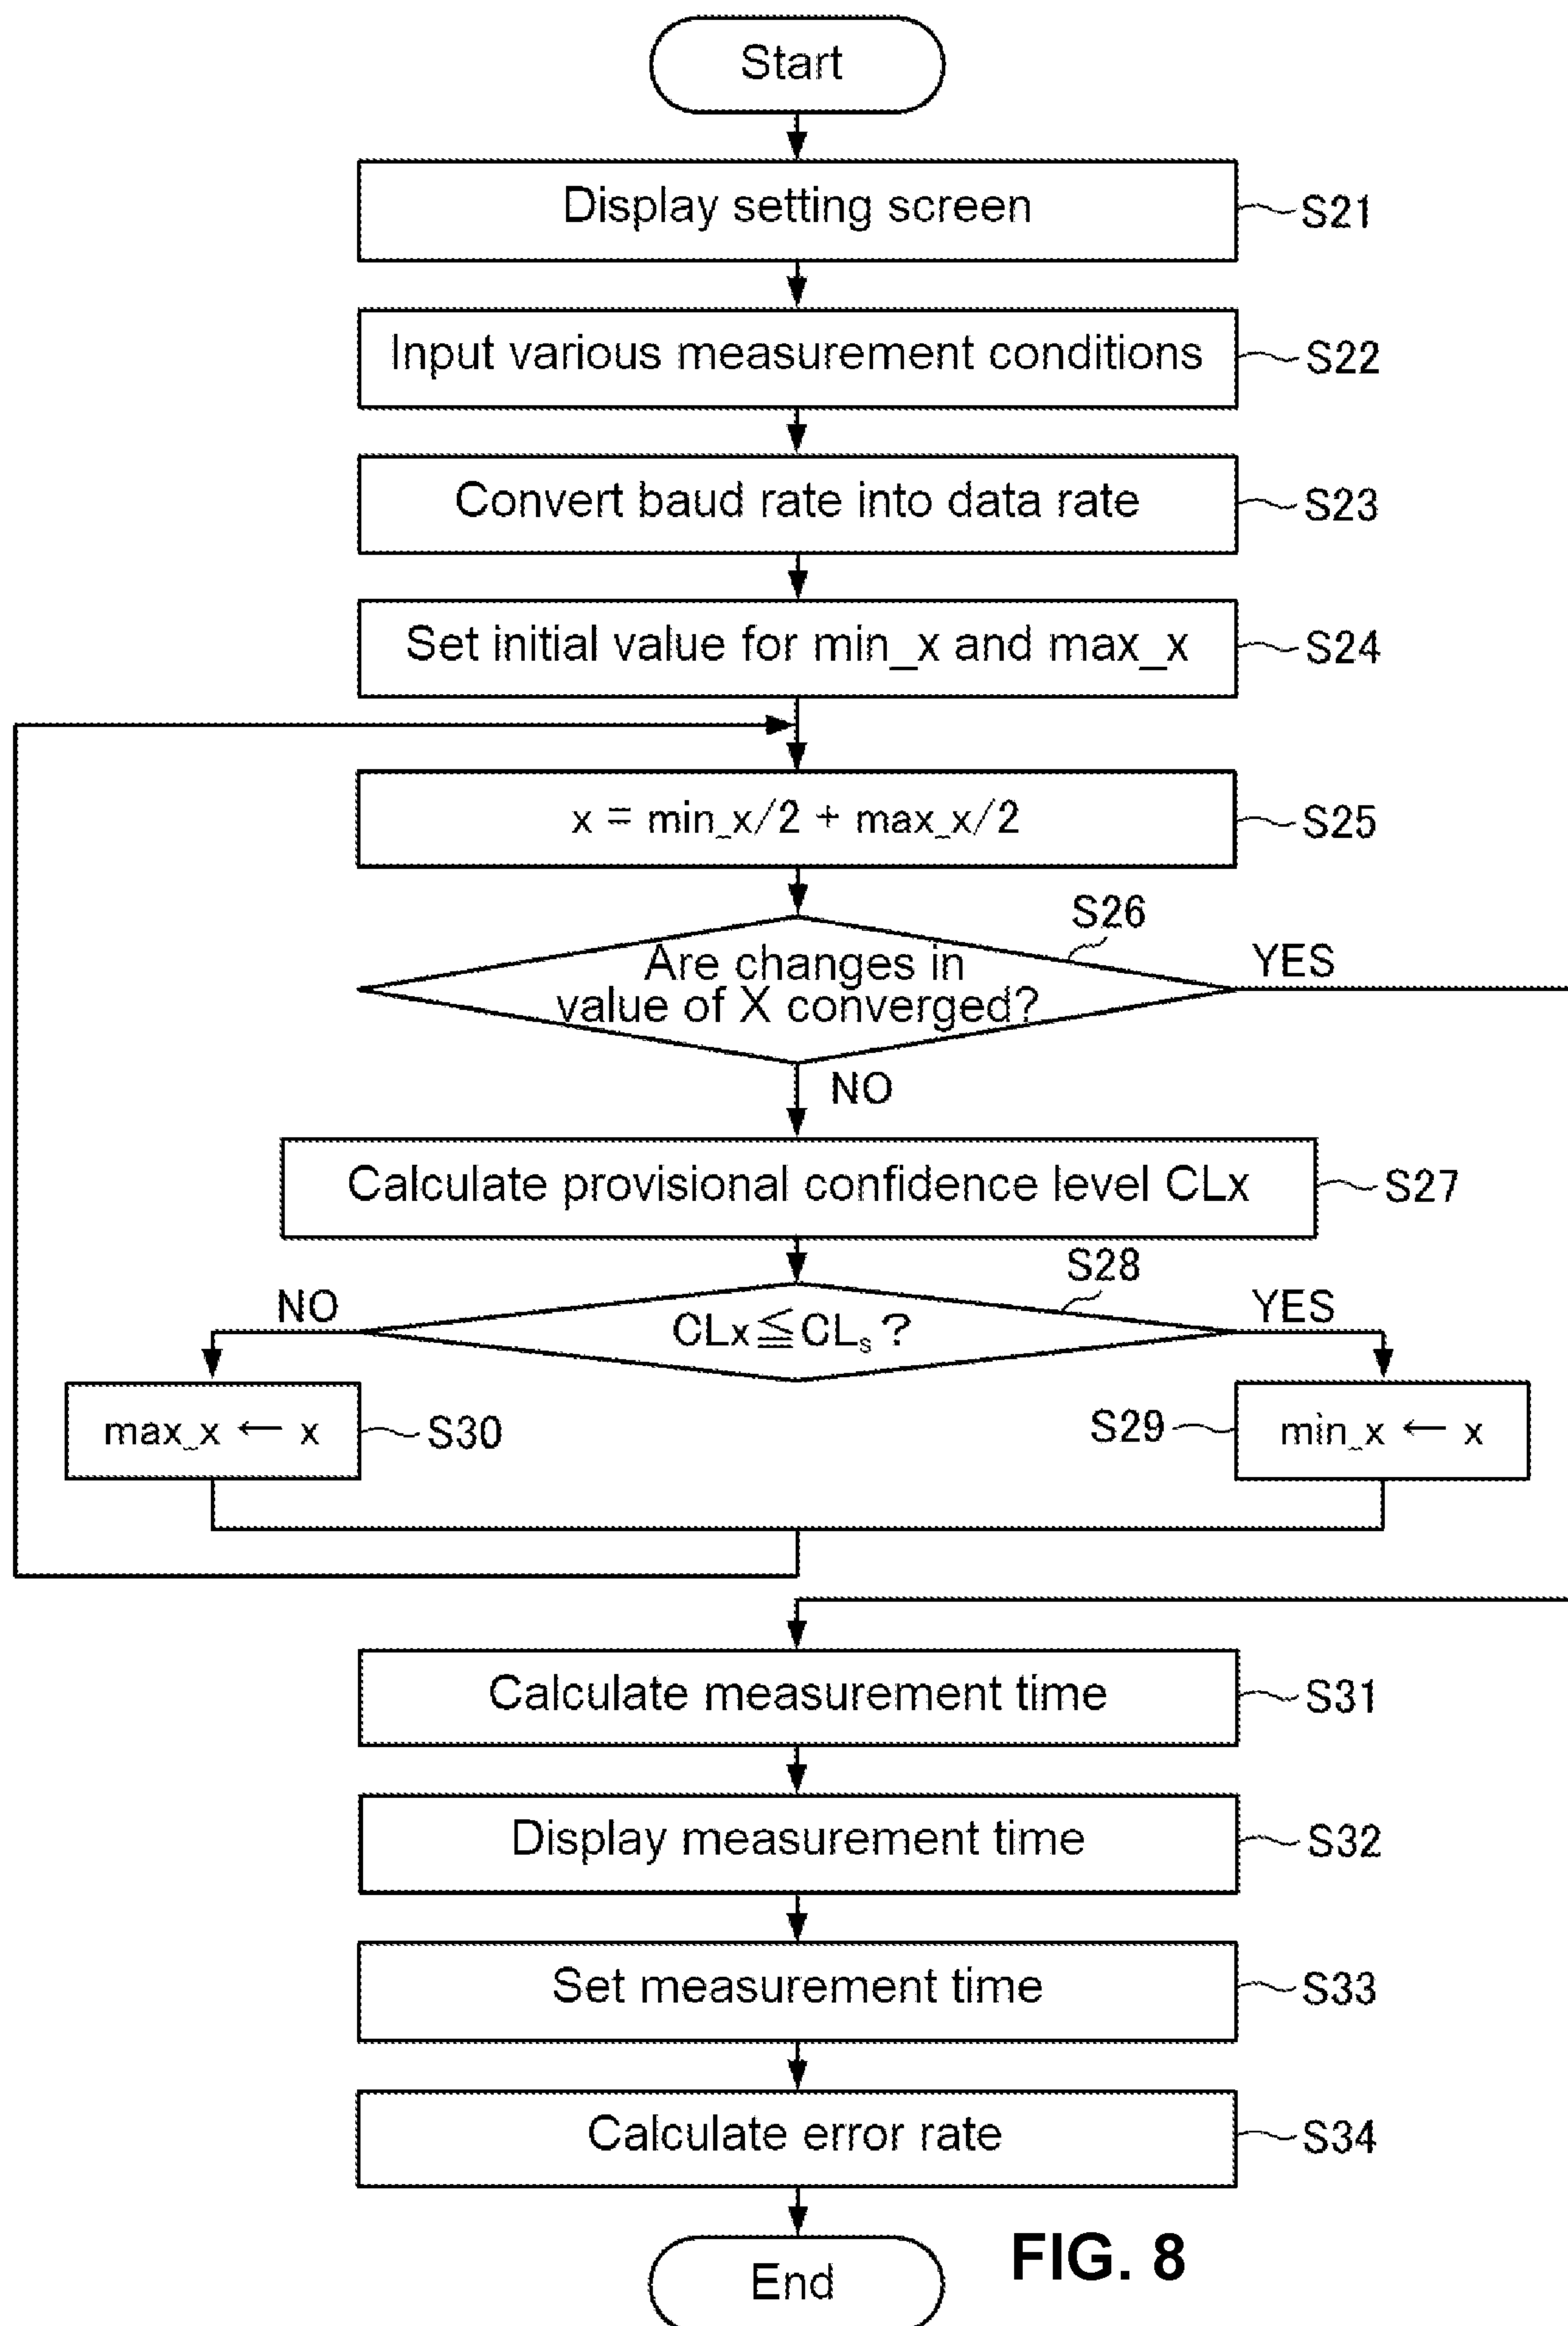 Start
Display setting screen
S21
Input various measurement conditions
S22
Convert baud rate into data rate
S23
Set initial value for min_x and max_x
S24
x = min_x/2 + max_x/2
S25
S26
Are changes in
value of X converged?
YES
NO
Calculate provisional confidence level CLx
S27
S28
NO
CLx≦CLs ?
YES
max_x ← x
S30
S29
min_x ← x
Calculate measurement time
S31
Display measurement time
S32
Set measurement time
S33
Calculate error rate
S34
End
FIG. 8